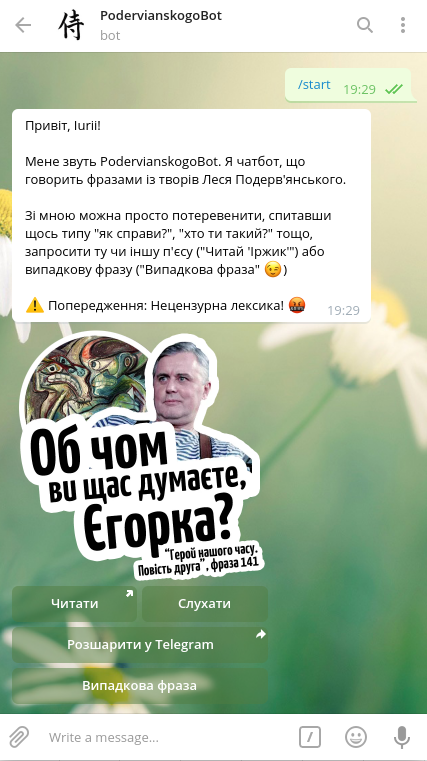 PodervianskogoBot
bot
/start
19:29
Привіт, Iurii!
Мене звуть PodervianskogoBot. Я чатбот, що
говорить фразами із творів Леся Подерв'янського.
Зі мною можна просто потеревенити, спитавши
щось типу "як справи?", "хто ти такий?" тощо,
запросити ту чи іншу п'єсу ("Читай 'Іржик'") або
випадкову фразу ("Випадкова фраза" 😉)
⚠️ Попередження: Нецензурна лексика! 🤬
19:29
Об чом
ви щас думаєте,
Єгорка?
"Герой нашого часу.
Повість друга", фраза 141
Читати
Слухати
Розшарити у Telegram
Випадкова фраза
Write a message...